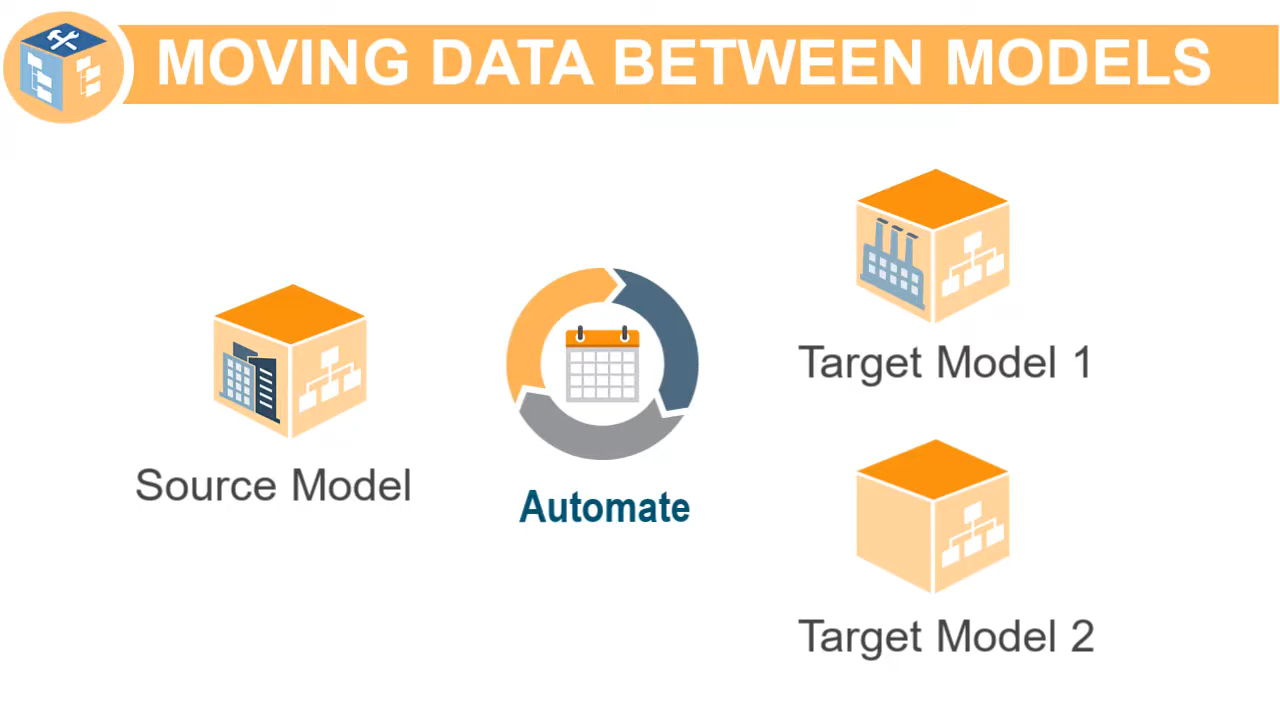 MOVING DATA BETWEEN MODELS
Source Model
Automate
Target Model 1
Target Model 2